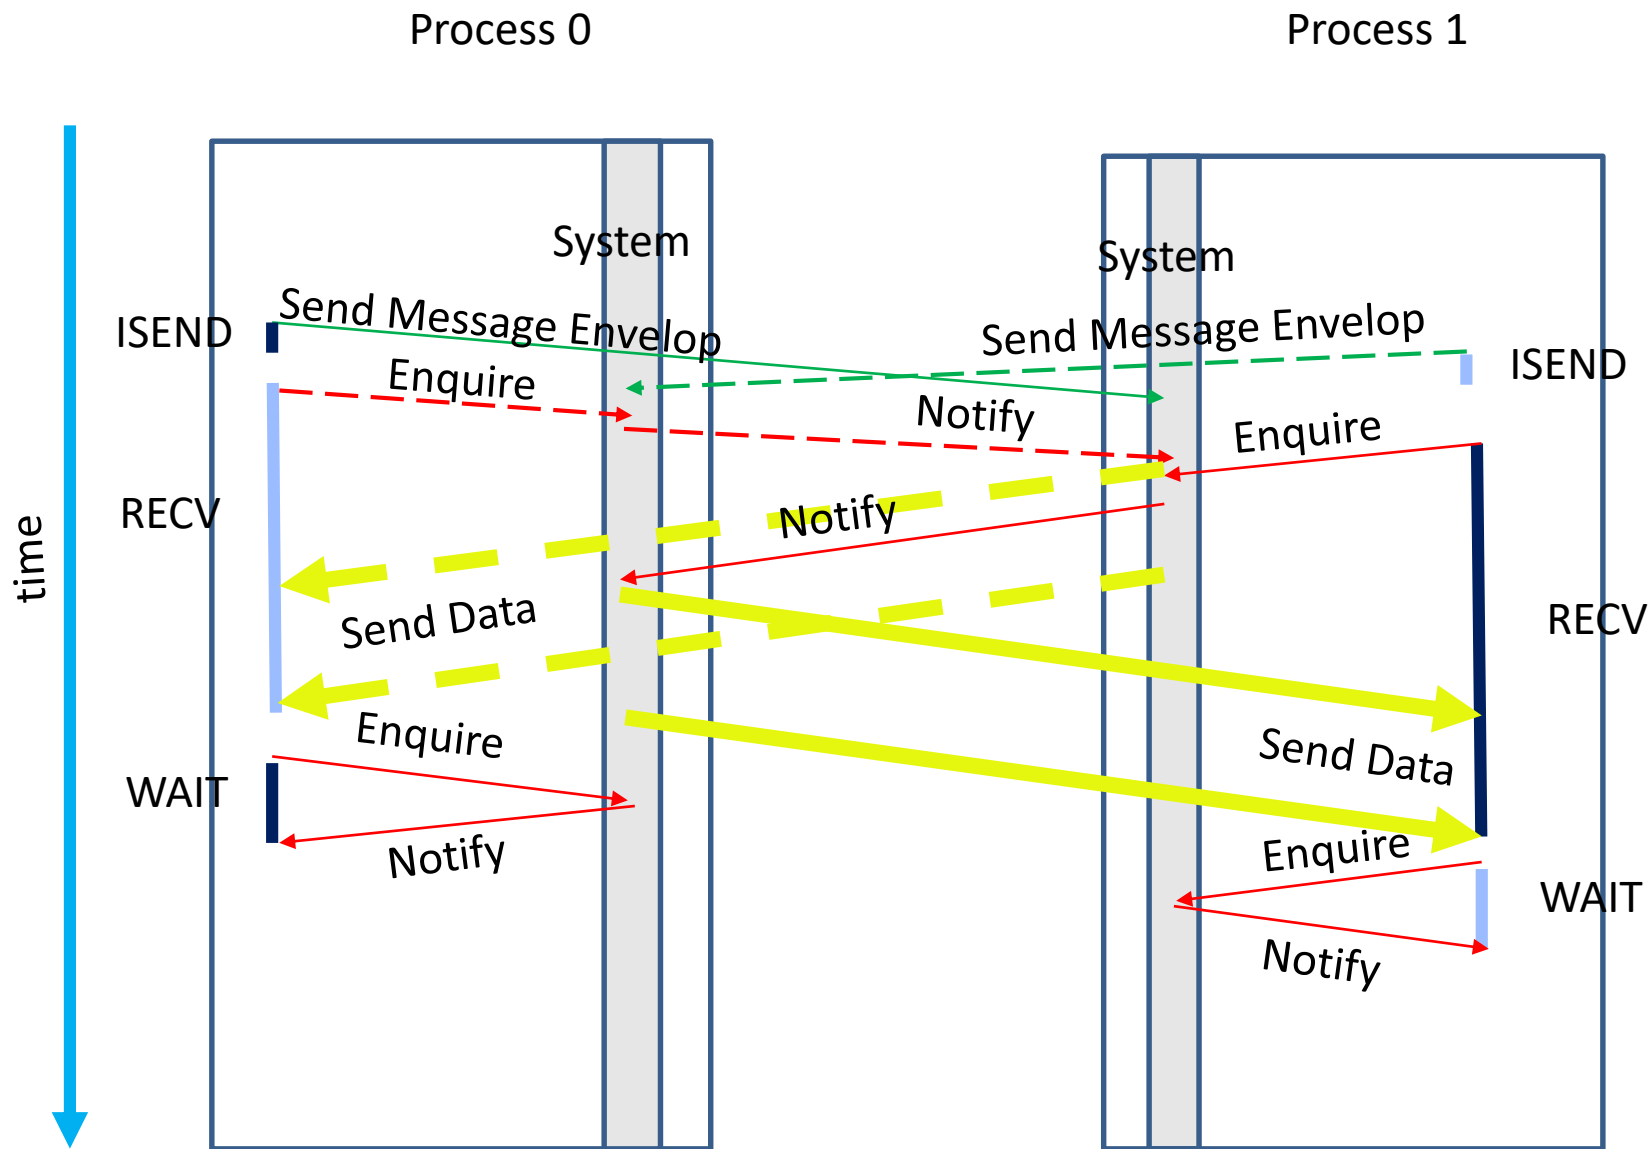 Process 0
Process 1
System
System
Send Message Envelop
Send Message Envelop
ISEND
ISEND
Enquire
Notify
Enquire
RECV
Notify
time
Send Data
RECV
Enquire
Send Data
WAIT
Notify
Enquire
WAIT
Notify